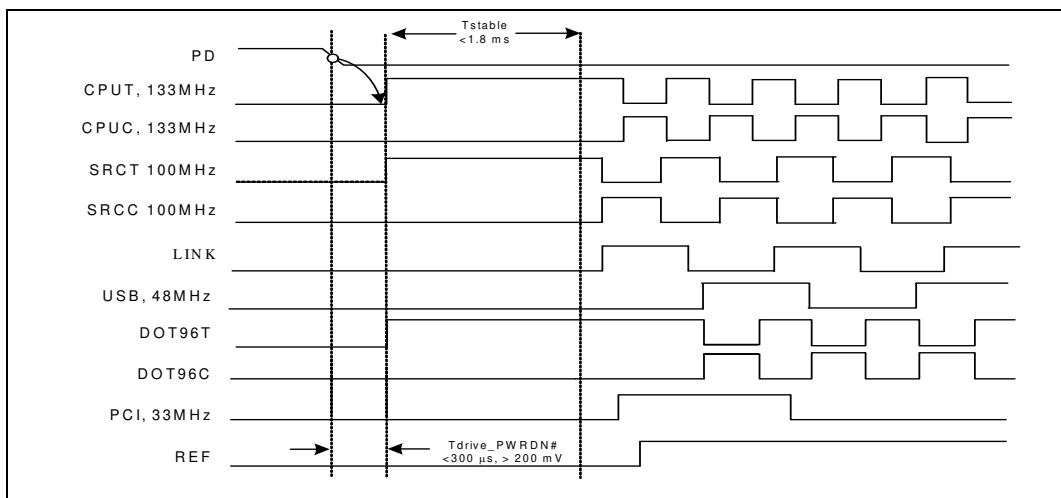 Tstable
<1.8 ms
PD
CPUT, 133MHz
CPUC, 133MHz
SRCT 100MHz
SRCC 100MHz
LINK
USB, 48MHz
DOT96T
DOT96C
PCI, 33MHz
Tdrive_PWRDN#
<300 µs, > 200 mV
REF